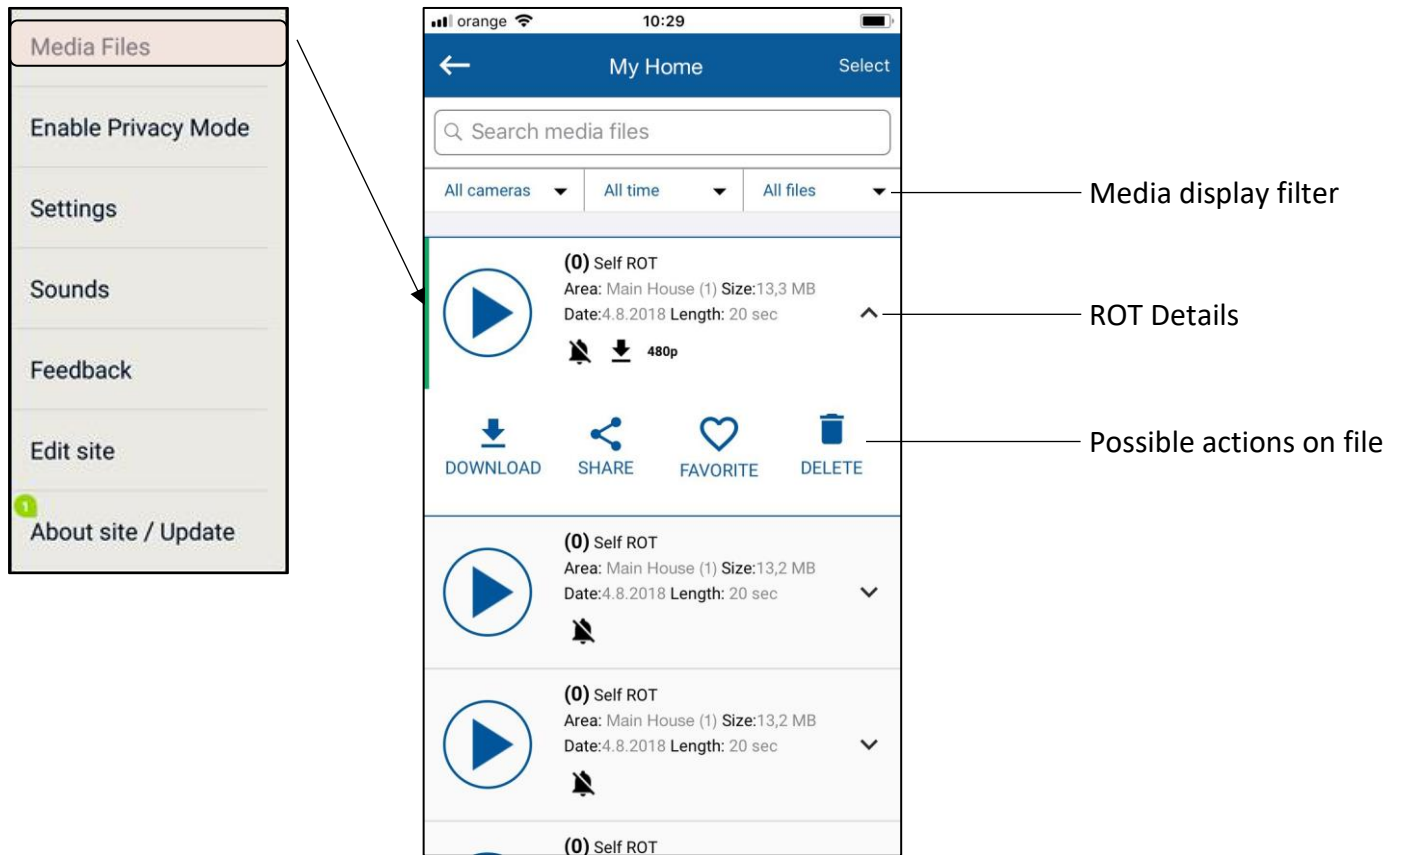 Media Files
Enable Privacy Mode
Settings
Sounds
Feedback
Edit site
1
About site / Update
orange 10:29
My Home Select
Search media files
All cameras All time All files
Media display filter
(0) Self ROT
Area: Main House (1) Size:13,3 MB
Date:4.8.2018 Length: 20 sec
480p
ROT Details
DOWNLOAD SHARE FAVORITE DELETE
Possible actions on file
(0) Self ROT
Area: Main House (1) Size:13,2 MB
Date:4.8.2018 Length: 20 sec
(0) Self ROT
Area: Main House (1) Size:13,2 MB
Date:4.8.2018 Length: 20 sec
(0) Self ROT